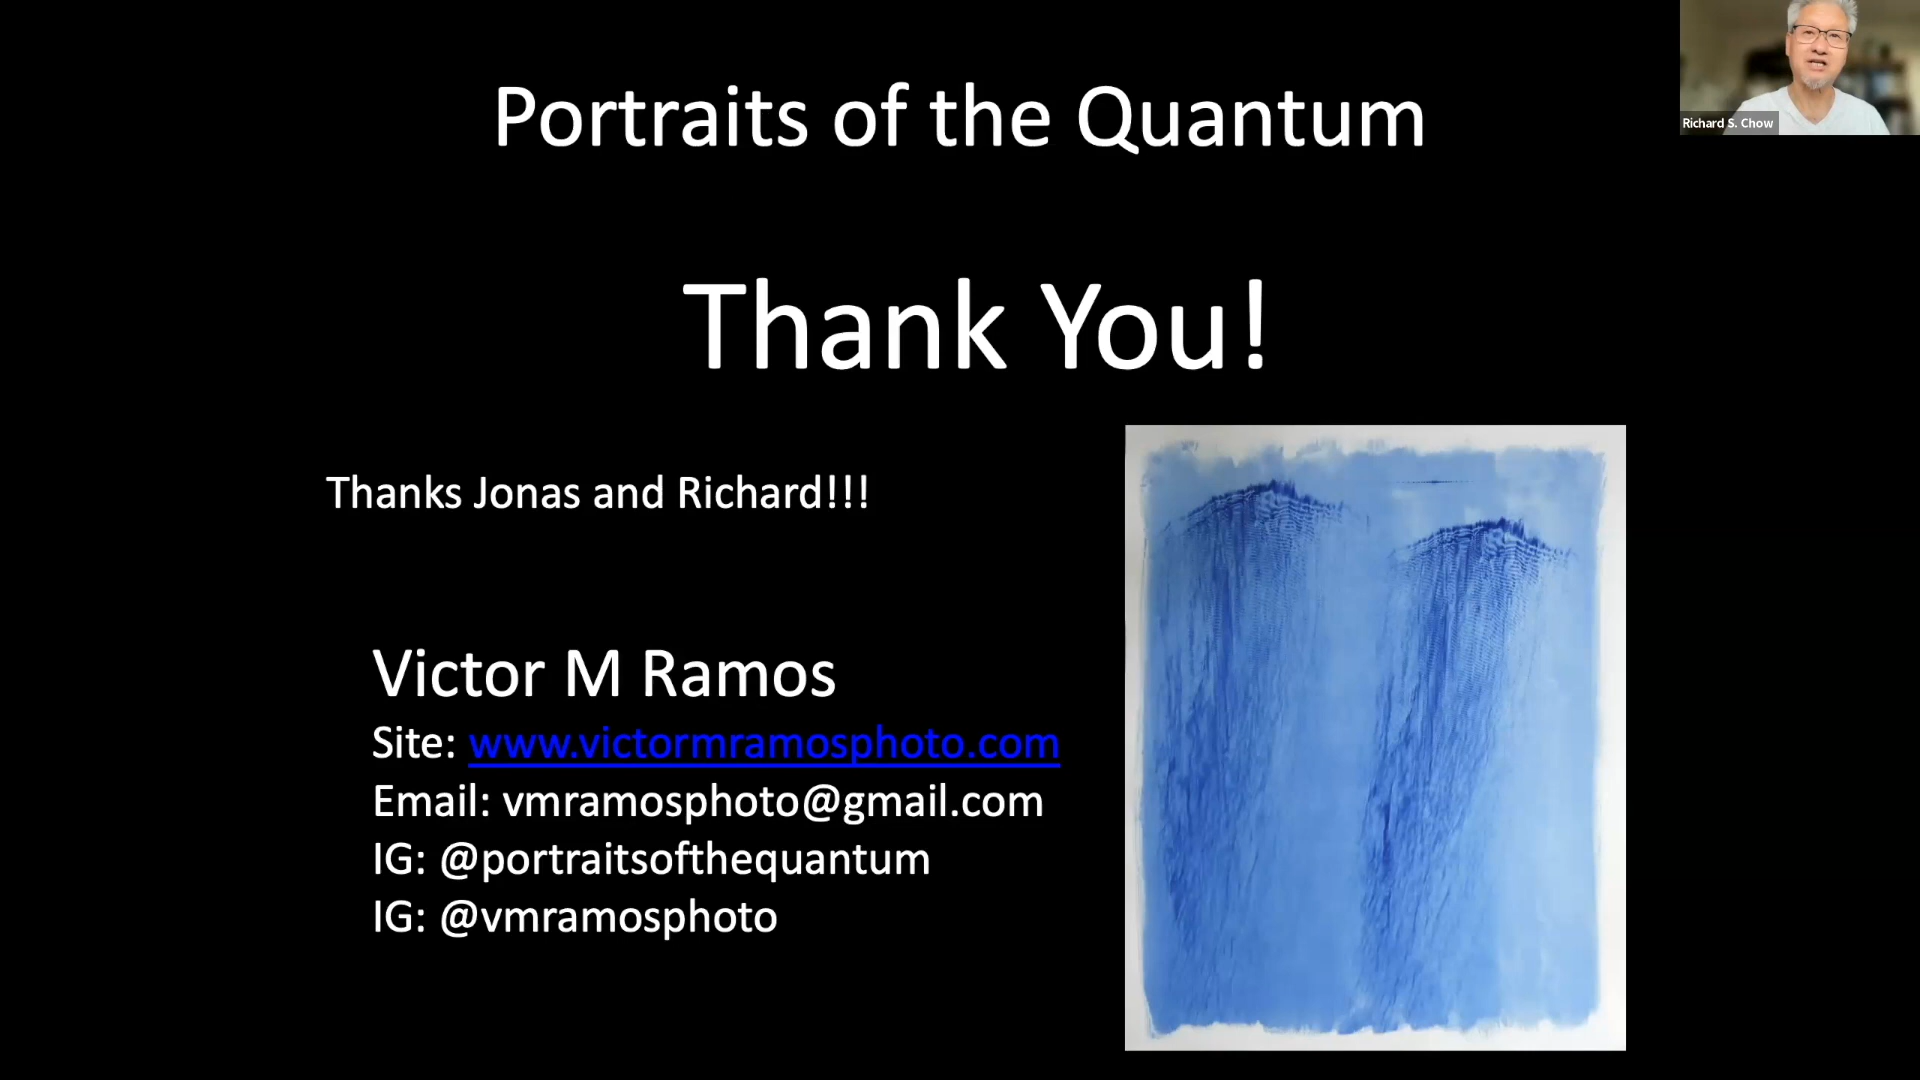 Portraits of the Quantum
Richard S. Chow
Thank You!
Thanks Jonas and Richard!!!
Victor M Ramos
Site: www.victormramosphoto.com
Email: vmramosphoto@gmail.com
IG: @portraitsofthequantum
IG: @vmramosphoto